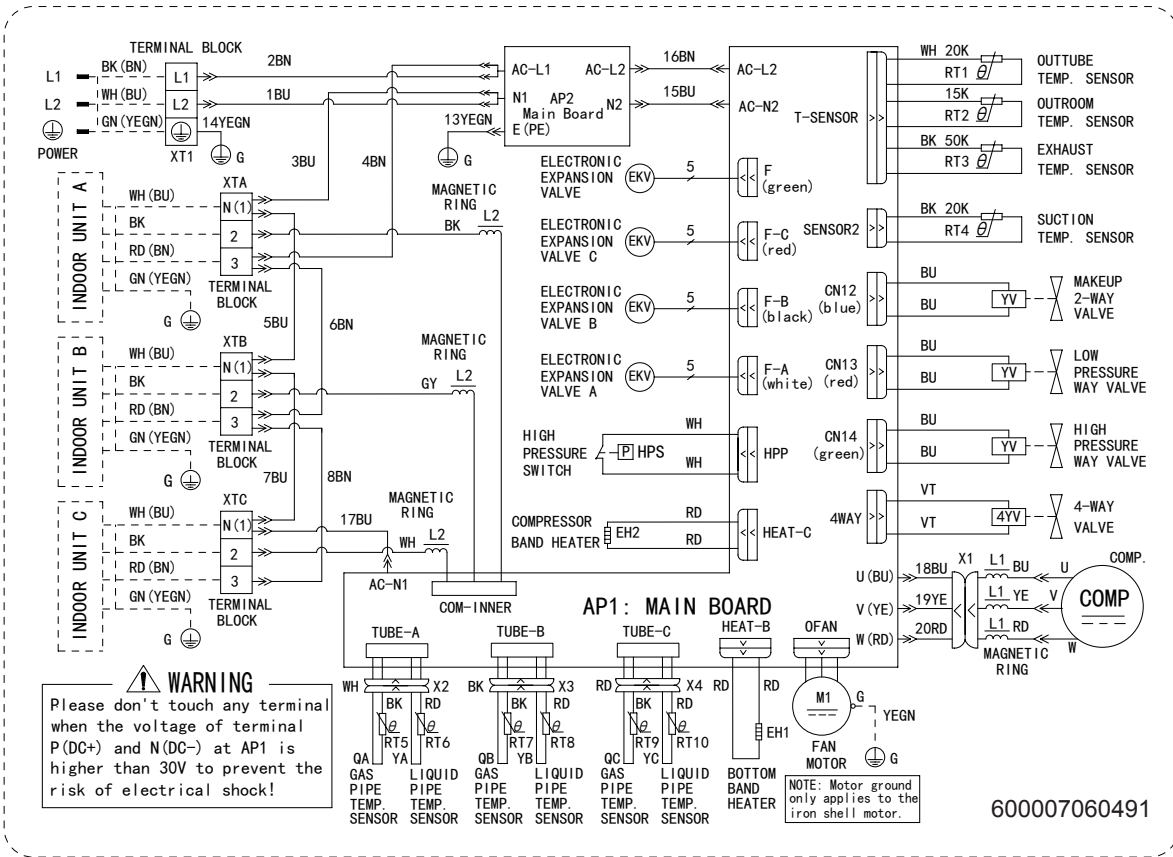 TERMINAL BLOCK
L1
BK(BN)
L1
2BN
L2
WH(BU)
L2
1BU
GN(YEGN)
14YEGN
G
POWER
XT1
AC-L1
AC-L2
N1
AP2
N2
Main Board
E(PE)
13YEGN
G
16BN
15BU
AC-L2
AC-N2
3BU
4BN
T-SENSOR
WH 20K
RT1 θ
OUTTUBE
TEMP. SENSOR
15K
RT2 θ
OUTROOM
TEMP. SENSOR
BK 50K
RT3 θ
EXHAUST
TEMP. SENSOR
SENSOR2
BK 20K
RT4 θ
SUCTION
TEMP. SENSOR
INDOOR UNIT A
WH(BU)
BK
RD(BN)
GN(YEGN)
G
XTA
N(1)
2
3
TERMINAL
BLOCK
MAGNETIC
RING
BK
L2
5BU
6BN
INDOOR UNIT B
WH(BU)
BK
RD(BN)
GN(YEGN)
G
XTB
N(1)
2
3
TERMINAL
BLOCK
MAGNETIC
RING
GY
L2
7BU
8BN
INDOOR UNIT C
WH(BU)
BK
RD(BN)
GN(YEGN)
G
XTC
N(1)
2
3
TERMINAL
BLOCK
17BU
MAGNETIC
RING
WH
L2
AC-N1
COM-INNER
ELECTRONIC
EXPANSION
VALVE
EKV
5
F
(green)
ELECTRONIC
EXPANSION
VALVE C
EKV
5
F-C
(red)
ELECTRONIC
EXPANSION
VALVE B
EKV
5
F-B
(black)
ELECTRONIC
EXPANSION
VALVE A
EKV
5
F-A
(white)
HIGH
PRESSURE
SWITCH
P
HPS
WH
WH
HPP
COMPRESSOR
BAND HEATER
EH2
RD
RD
HEAT-C
CN12
(blue)
BU
BU
YV
MAKEUP
2-WAY
VALVE
CN13
(red)
BU
BU
YV
LOW
PRESSURE
WAY VALVE
CN14
(green)
BU
BU
YV
HIGH
PRESSURE
WAY VALVE
4WAY
VT
VT
4YV
4-WAY
VALVE
U(BU)
18BU
X1
L1
BU
U
COMP.
V(YE)
19YE
L1
YE
V
COMP
W(RD)
20RD
L1
RD
W
MAGNETIC
RING
AP1: MAIN BOARD
TUBE-A
TUBE-B
TUBE-C
HEAT-B
OFAN
WH
X2
BK
RD
θ
θ
RT5
RT6
QA
YA
GAS
PIPE
TEMP.
SENSOR
LIQUID
PIPE
TEMP.
SENSOR
BK
X3
BK
RD
θ
θ
RT7
RT8
QB
YB
GAS
PIPE
TEMP.
SENSOR
LIQUID
PIPE
TEMP.
SENSOR
RD
X4
BK
RD
θ
θ
RT9
RT10
QC
YC
GAS
PIPE
TEMP.
SENSOR
LIQUID
PIPE
TEMP.
SENSOR
RD
RD
EH1
BOTTOM
BAND
HEATER
M1
G
YEGN
G
FAN
MOTOR
NOTE: Motor ground
only applies to the
iron shell motor.
WARNING
Please don't touch any terminal
when the voltage of terminal
P(DC+) and N(DC-) at AP1 is
higher than 30V to prevent the
risk of electrical shock!
600007060491